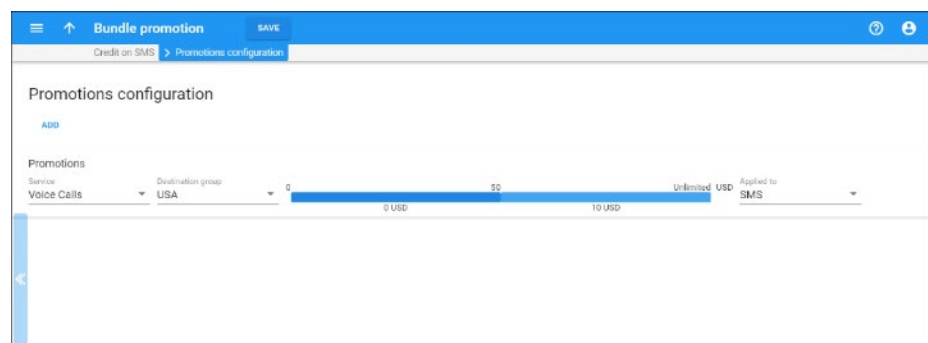 Bundle promotion SAVE
Credit on SMS Promotions configuration
Promotions configuration
ADD
Promotions
Service Destination group Applied to
Voice Calls USA 0 50 Unlimited USD SMS
0 USD 10 USD